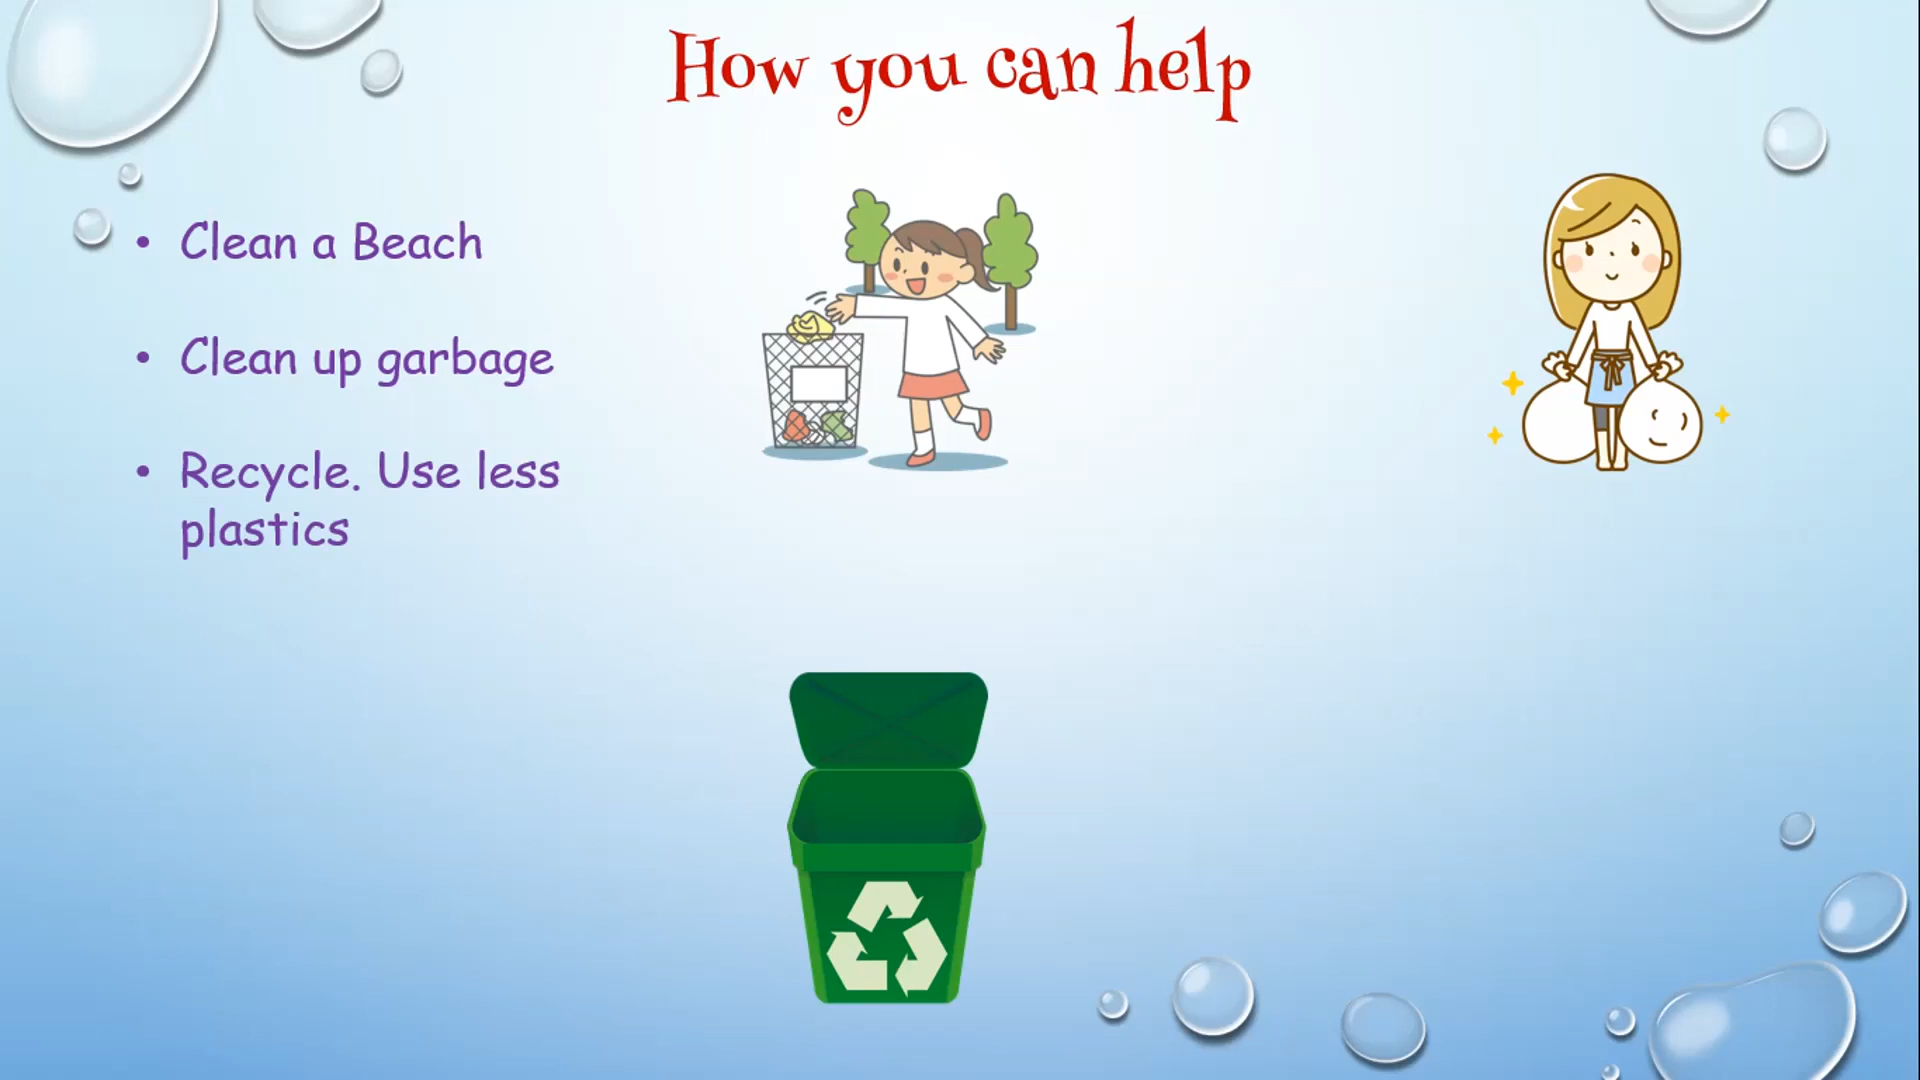 How you can help
• Clean a Beach
• Clean up garbage
• Recycle. Use less
plastics